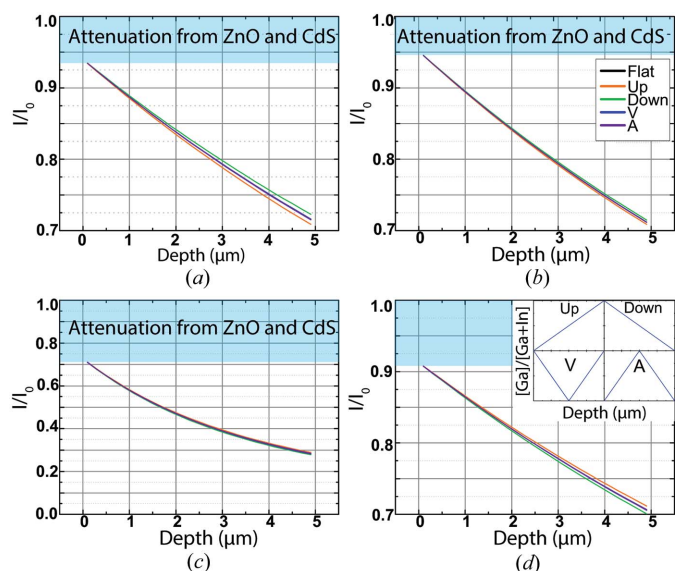 1.0
Attenuation from ZnO and CdS
0.9
0.8
0.7
I/I0
0 1 2 3 4 5
Depth (µm)
(a)
1.0
Attenuation from ZnO and CdS
Flat
Up
Down
V
A
0.9
0.8
0.7
I/I0
0 1 2 3 4 5
Depth (µm)
(b)
1.0
Attenuation from ZnO and CdS
0.6
0.4
0.3
0.1
0.0
I/I0
0 1 2 3 4 5
Depth (µm)
(c)
1.0
0.9
0.8
0.7
I/I0
[Ga]/[Ga+In]
Up Down
V A
Depth (µm)
0 1 2 3 4 5
Depth (µm)
(d)